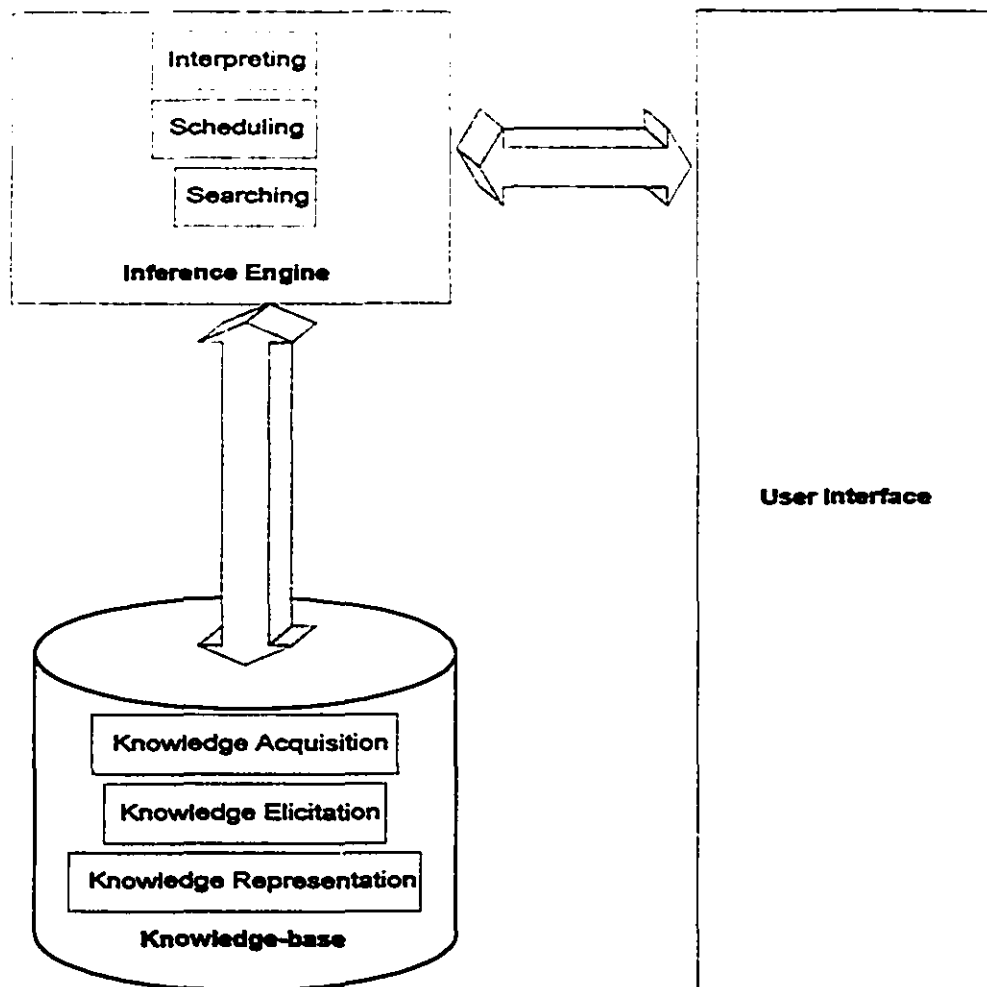 Interpreting
Scheduling
Searching
Inference Engine
User Interface
Knowledge Acquisition
Knowledge Elicitation
Knowledge Representation
Knowledge-base